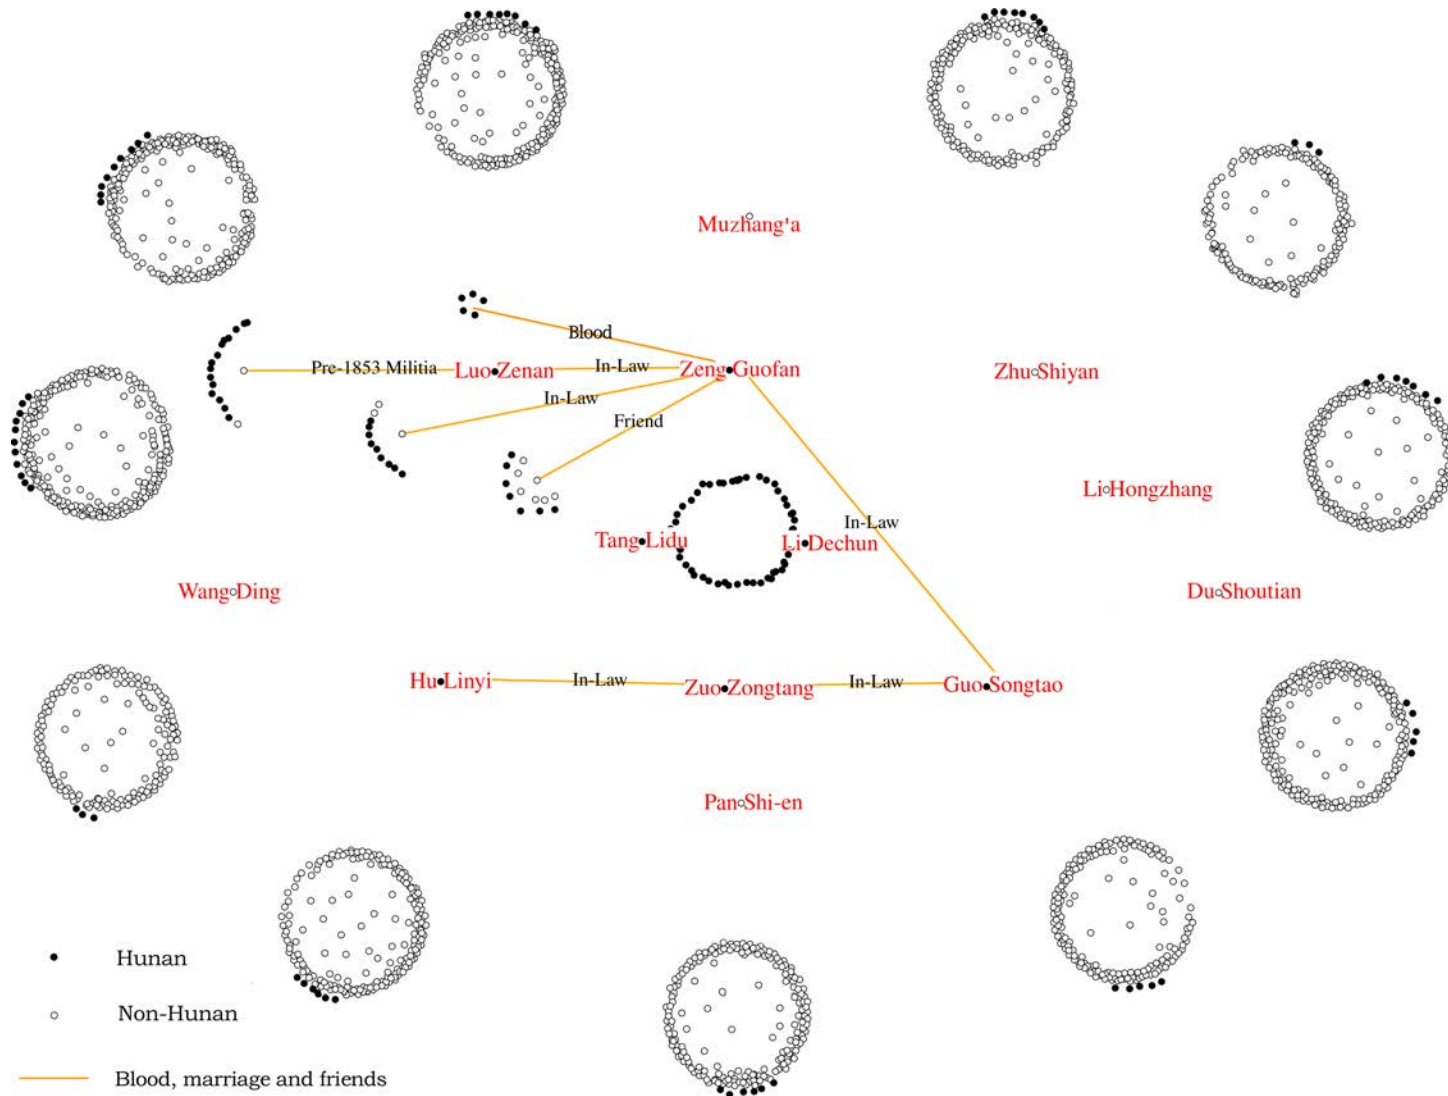 Muzhang'a
Blood
Pre-1853 Militia
Luo Zenan
In-Law
Zeng Guofan
Zhu Shiyan
In-Law
Friend
Li Hongzhang
In-Law
Tang Lidu
Li Dechun
Wang Ding
Du Shoutian
Hu Linyi
In-Law
Zuo Zongtang
In-Law
Guo Songtao
Pan Shi-en
Hunan
Non-Hunan
Blood, marriage and friends